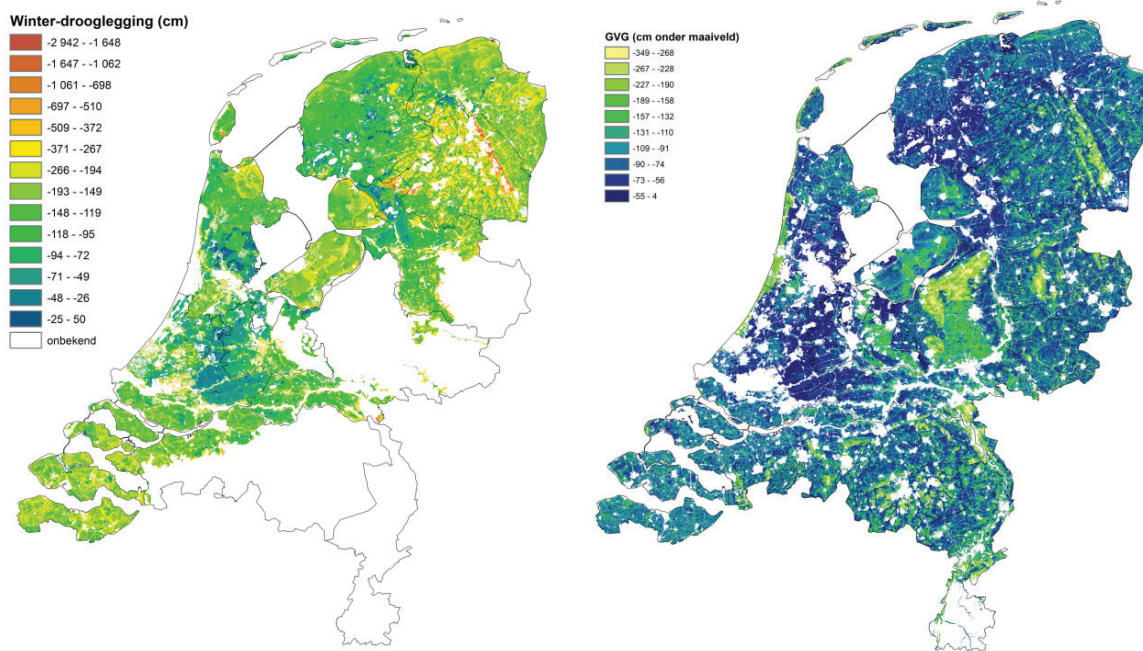 Winter-drooglegging (cm)
-2 942 - -1 648
-1 647 - -1 062
-1 061 - -698
-697 - -510
-509 - -372
-371 - -267
-266 - -194
-193 - -149
-148 - -119
-118 - -95
-94 - -72
-71 - -49
-48 - -26
-25 - 50
onbekend
GVG (cm onder maaiveld)
-349 - -268
-267 - -228
-227 - -190
-189 - -158
-157 - -132
-131 - -110
-109 - -91
-90 - -74
-73 - -56
-55 - 4